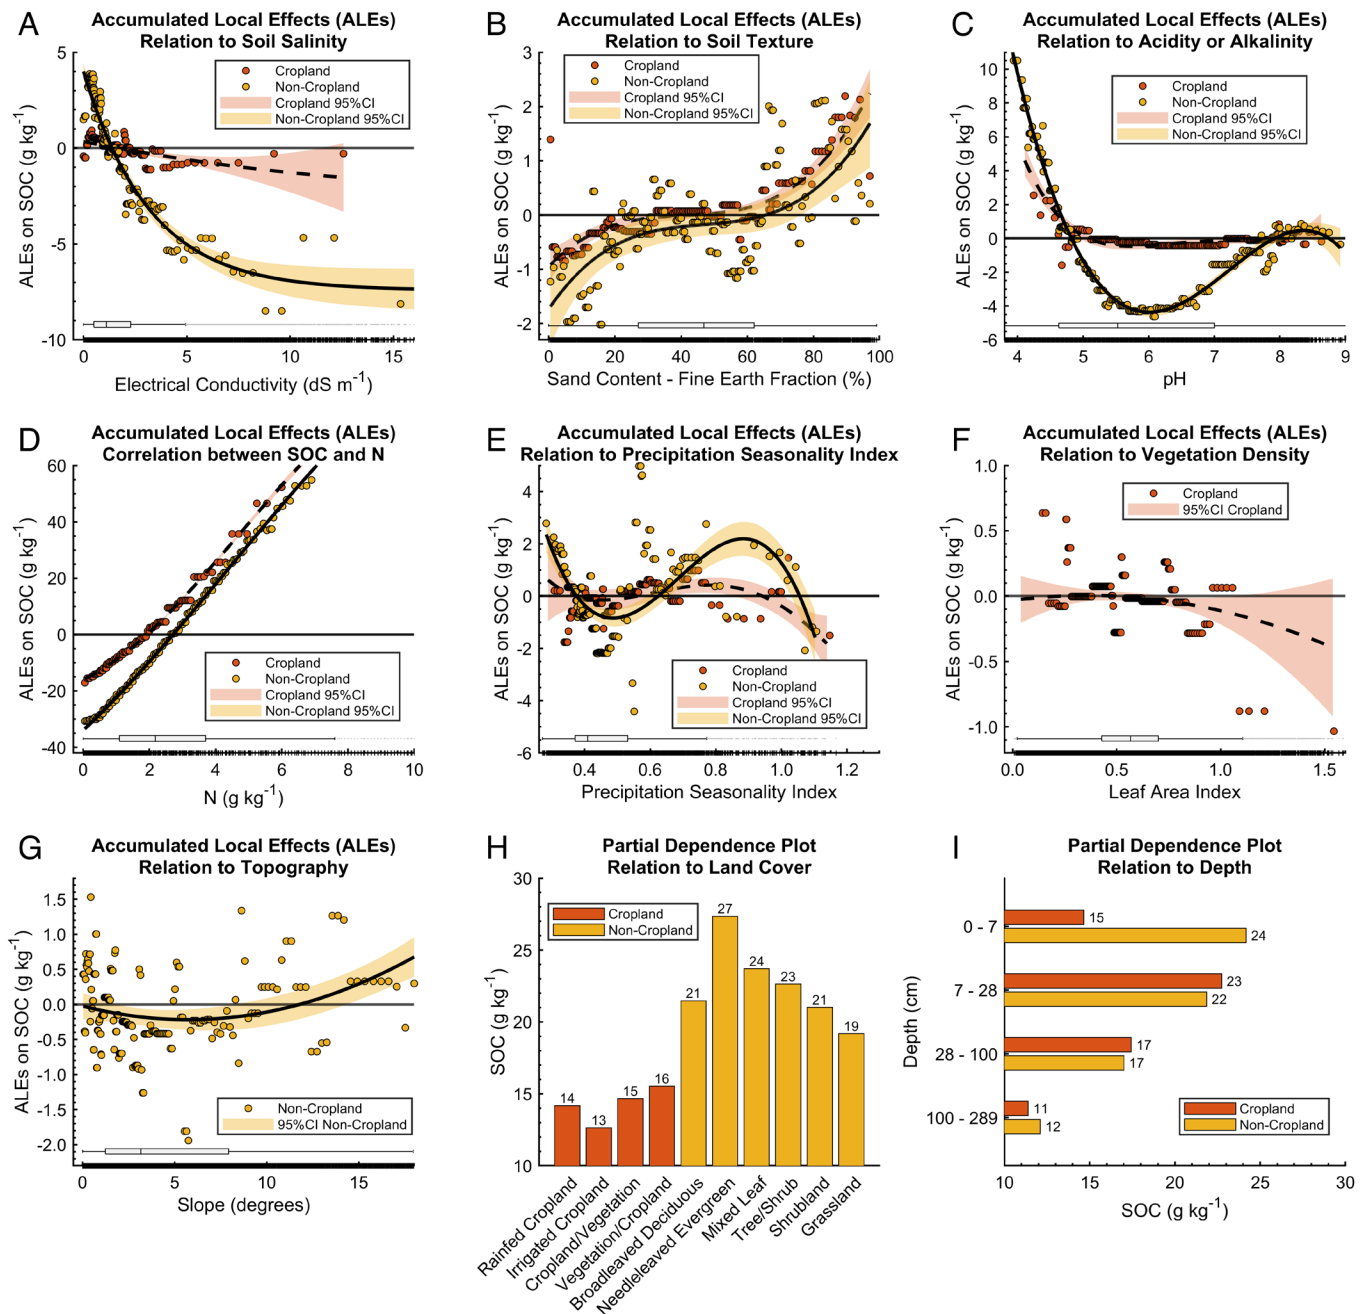 A
Accumulated Local Effects (ALEs)
Relation to Soil Salinity
ALEs on SOC (g kg⁻¹)
5
0
-5
-10
Cropland
Non-Cropland
Cropland 95%CI
Non-Cropland 95%CI
0 5 10 15
Electrical Conductivity (dS m⁻¹)
B
Accumulated Local Effects (ALEs)
Relation to Soil Texture
ALEs on SOC (g kg⁻¹)
3
2
1
0
-1
-2
Cropland
Non-Cropland
Cropland 95%CI
Non-Cropland 95%CI
0 20 40 60 80 100
Sand Content - Fine Earth Fraction (%)
C
Accumulated Local Effects (ALEs)
Relation to Acidity or Alkalinity
ALEs on SOC (g kg⁻¹)
10
8
6
4
2
0
-2
-4
-6
Cropland
Non-Cropland
Cropland 95%CI
Non-Cropland 95%CI
4 5 6 7 8 9
pH
D
Accumulated Local Effects (ALEs)
Correlation between SOC and N
ALEs on SOC (g kg⁻¹)
60
40
20
0
-20
-40
Cropland
Non-Cropland
Cropland 95%CI
Non-Cropland 95%CI
0 2 4 6 8 10
N (g kg⁻¹)
E
Accumulated Local Effects (ALEs)
Relation to Precipitation Seasonality Index
ALEs on SOC (g kg⁻¹)
4
2
0
-2
-4
-6
Cropland
Non-Cropland
Cropland 95%CI
Non-Cropland 95%CI
0.4 0.6 0.8 1.0 1.2
Precipitation Seasonality Index
F
Accumulated Local Effects (ALEs)
Relation to Vegetation Density
ALEs on SOC (g kg⁻¹)
1.0
0.5
0.0
-0.5
-1.0
Cropland
95%CI Cropland
0.0 0.5 1.0 1.5
Leaf Area Index
G
Accumulated Local Effects (ALEs)
Relation to Topography
ALEs on SOC (g kg⁻¹)
1.5
1.0
0.5
0.0
-0.5
-1.0
-1.5
-2.0
Non-Cropland
95%CI Non-Cropland
0 5 10 15
Slope (degrees)
H
Partial Dependence Plot
Relation to Land Cover
SOC (g kg⁻¹)
30
25
20
15
10
Cropland
Non-Cropland
14 13 15 16 21 27 24 23 21 19
Rainfed Cropland
Irrigated Cropland
Cropland/Vegetation
Vegetation/Cropland
Broadleaved Deciduous
Needleleaved Evergreen
Mixed Leaf
Tree/Shrub
Shrubland
Grassland
I
Partial Dependence Plot
Relation to Depth
Depth (cm)
0 - 7
15
24
7 - 28
23
22
28 - 100
17
17
100 - 289
11
12
Cropland
Non-Cropland
10 15 20 25 30
SOC (g kg⁻¹)